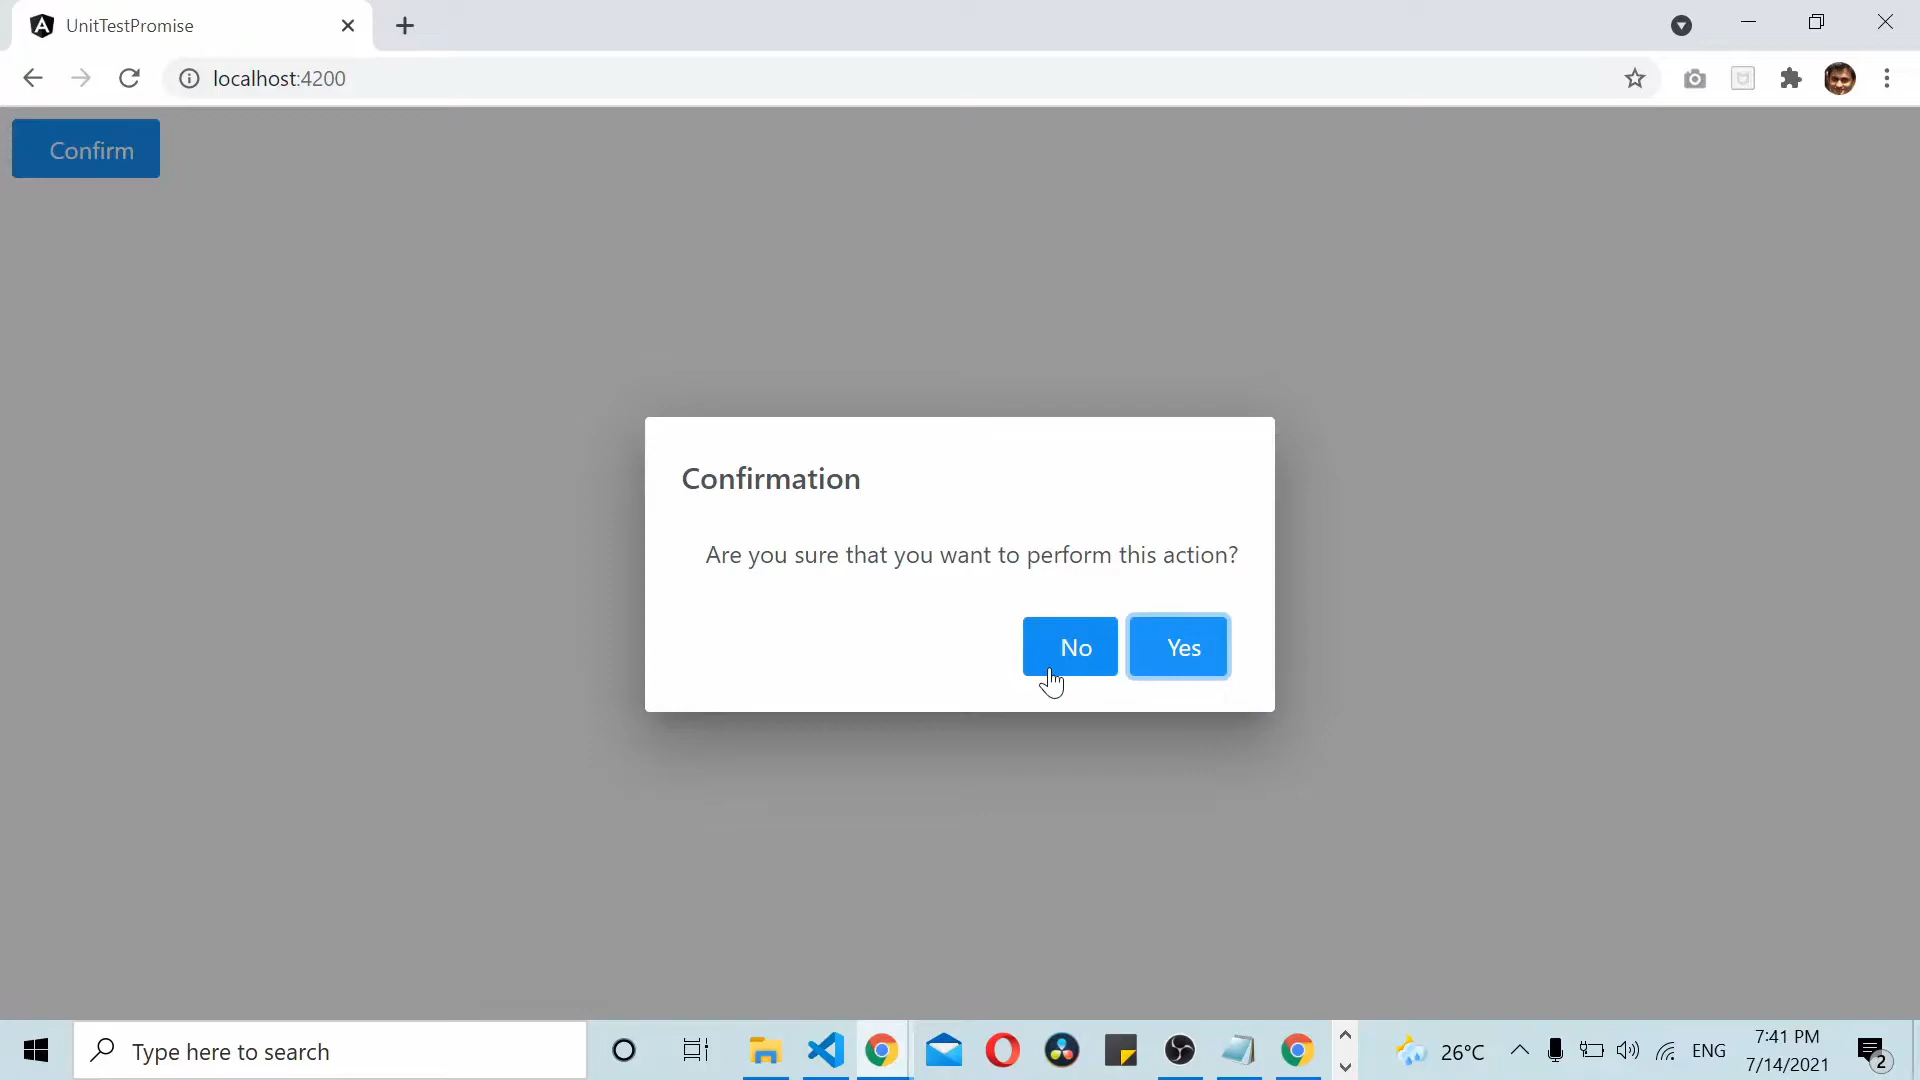 UnitTestPromise
localhost:4200
Confirm
Confirmation
Are you sure that you want to perform this action?
No
Yes
Type here to search
26°C
ENG
7:41 PM
7/14/2021
2